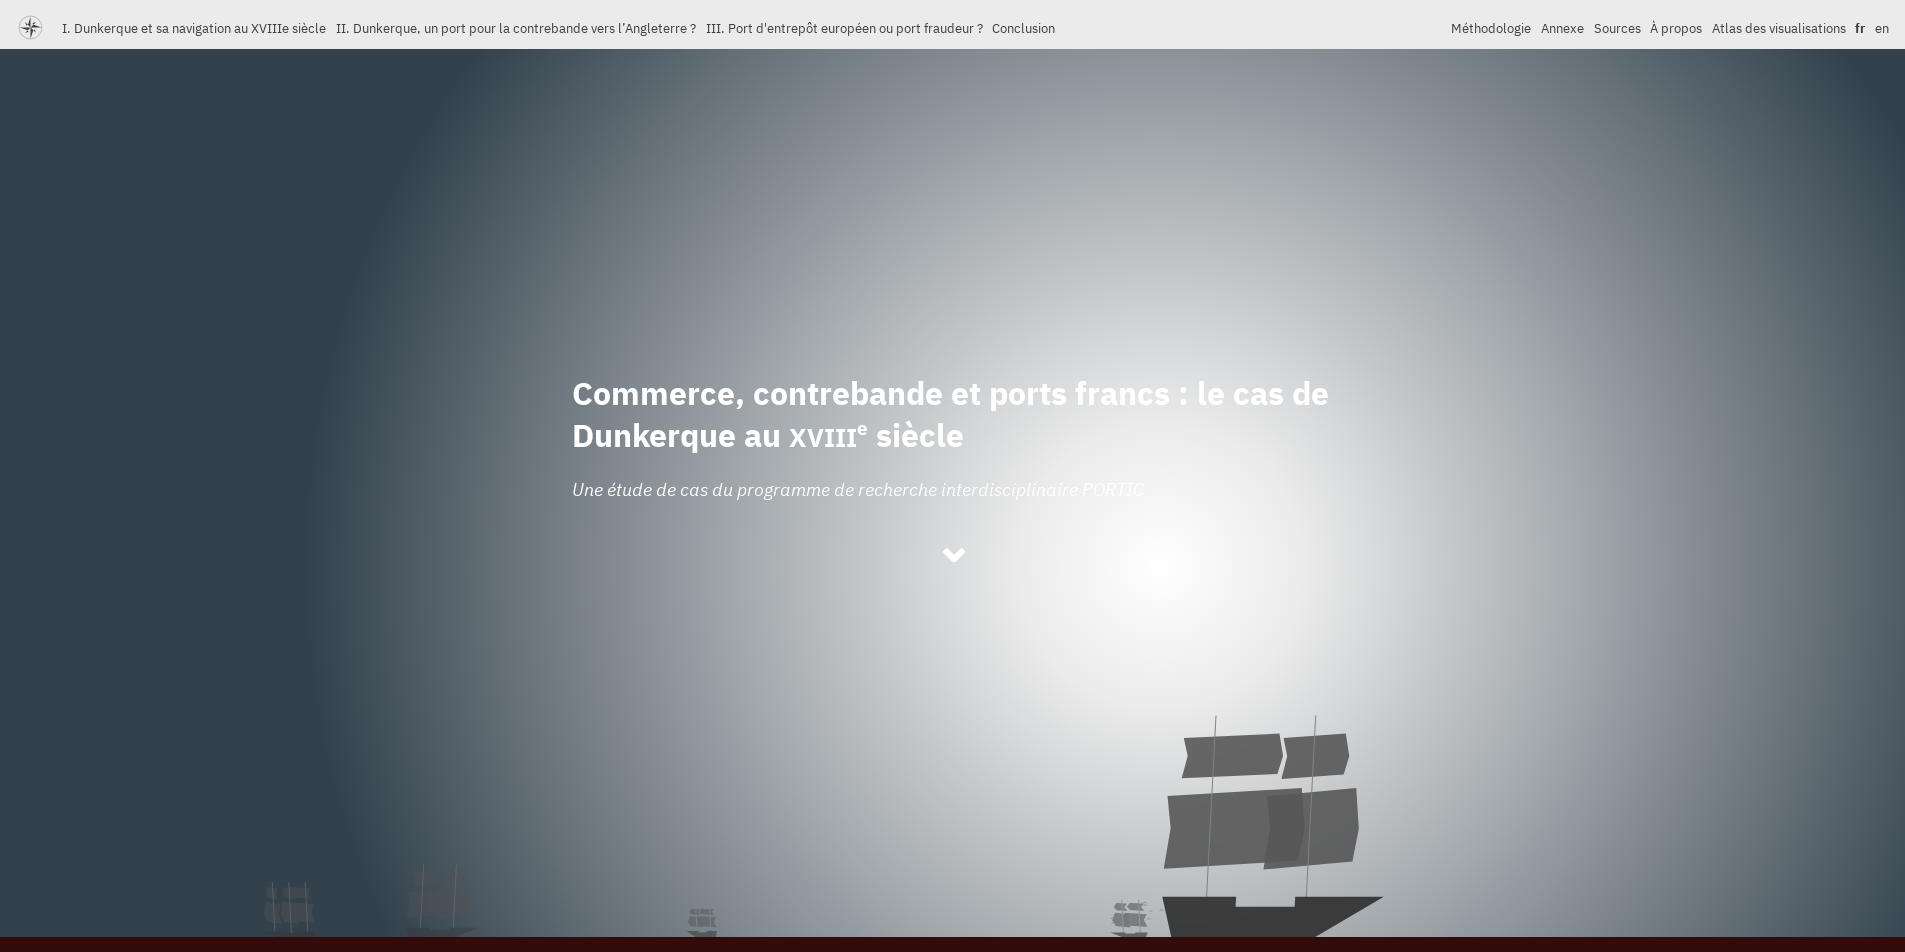 I. Dunkerque et sa navigation au XVIIIe siècle II. Dunkerque, un port pour la contrebande vers l’Angleterre ? III. Port d'entrepôt européen ou port fraudeur ? Conclusion Méthodologie Annexe Sources À propos Atlas des visualisations fr en
Commerce, contrebande et ports francs : le cas de
Dunkerque au XVIIIe siècle
Une étude de cas du programme de recherche interdisciplinaire PORTIC